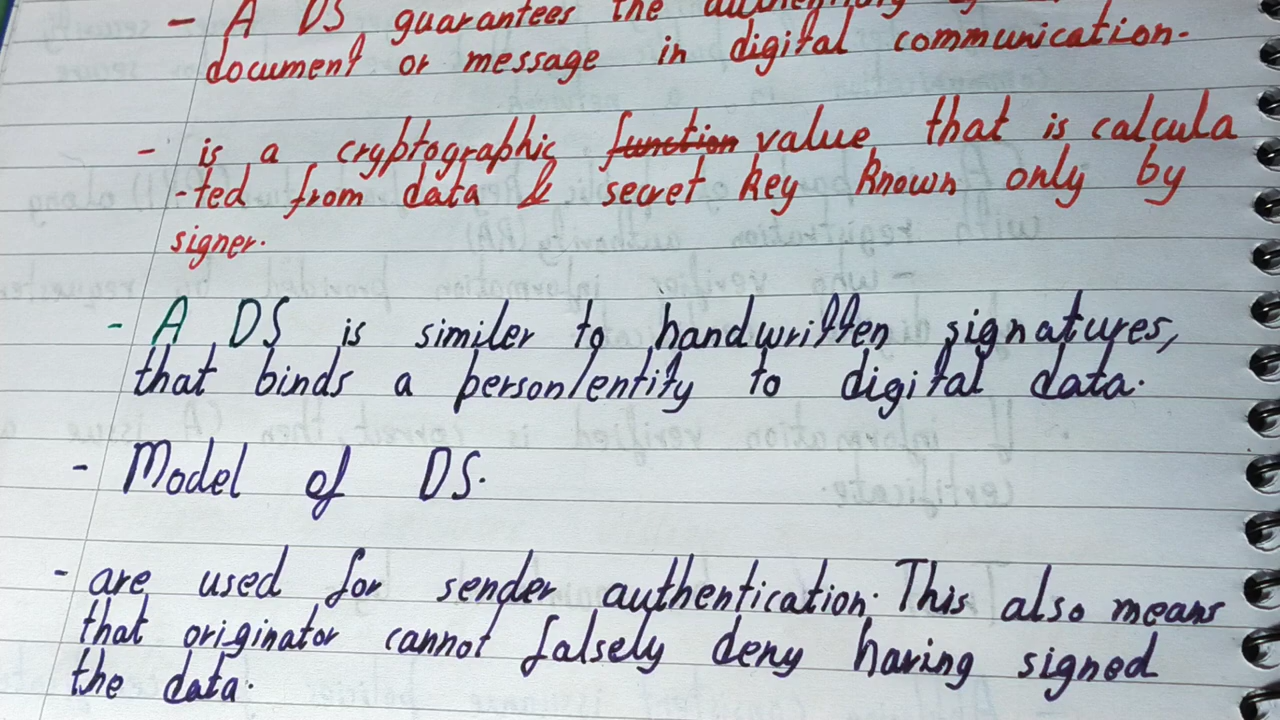 - A DS guarantees the
document or message in digital communication.
- is a cryptographic function value that is calcula
-ted from data & secret key known only by
signer.
- A DS is similer to handwritten signatures,
that binds a person/entity to digital data.
- Model of DS.
- are used for sender authentication. This also means
that originator cannot falsely deny having signed
the data.